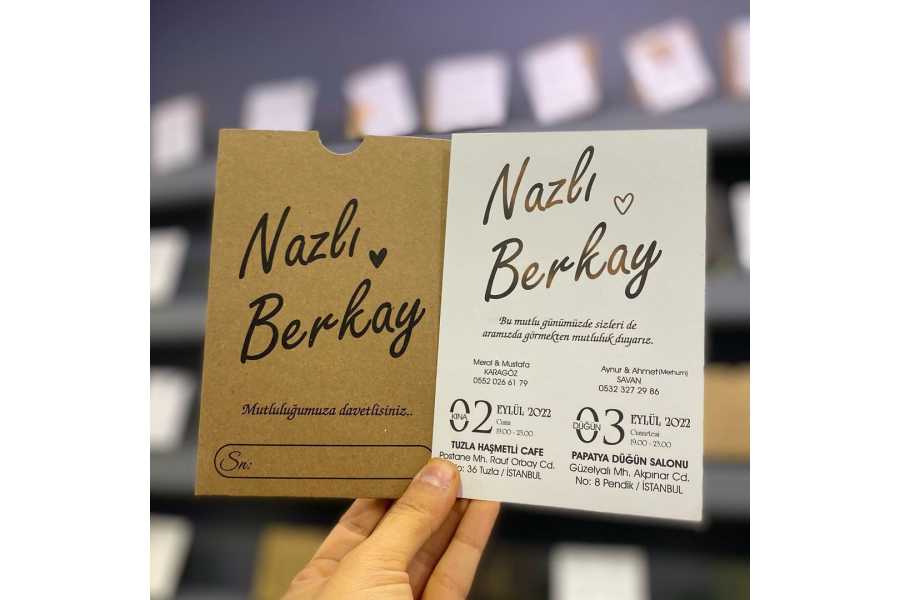 Nazlı
Berkay
Mutluluğumuza davetlisiniz..
Sn:
Nazlı
Berkay
Bu mutlu günümüzde sizleri de
aramızda görmekten mutluluk duyarız.
Meral & Mustafa
KARAGÖZ
0552 026 61 79
KINA
02 EYLÜL 2022
Cuma
19.00 - 23.00
TUZLA HAŞMETLİ CAFE
Postane Mh. Rauf Orbay Cd.
No: 36 Tuzla / İSTANBUL
Aynur & Ahmet(Merhum)
SAVAN
0532 327 29 86
DÜĞÜN
03 EYLÜL 2022
Cumartesi
19.00 - 23.00
PAPATYA DÜĞÜN SALONU
Güzelyalı Mh. Akpınar Cd.
No: 8 Pendik / İSTANBUL